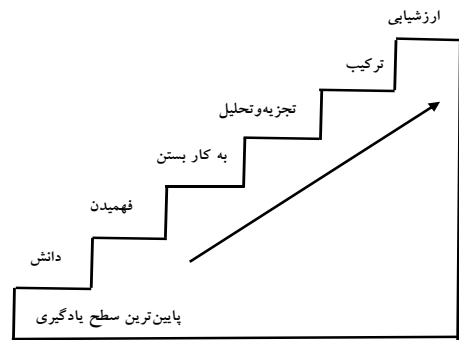 ارزشیابی
ترکیب
تجزیه‌وتحلیل
به کار بستن
فهمیدن
دانش
پایین‌ترین سطح یادگیری